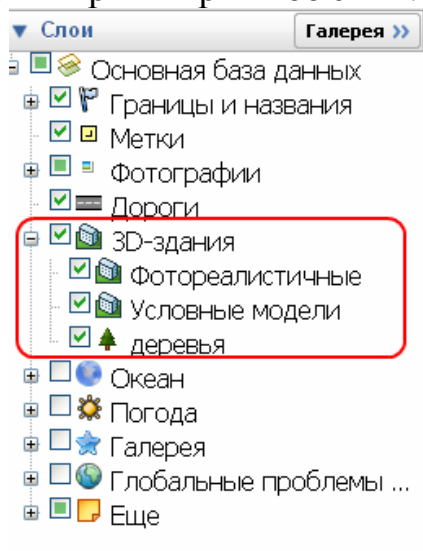 Слои
Галерея »
Основная база данных
Границы и названия
Метки
Фотографии
Дороги
3D-здания
Фотореалистичные
Условные модели
деревья
Океан
Погода
Галерея
Глобальные проблемы ...
Еще